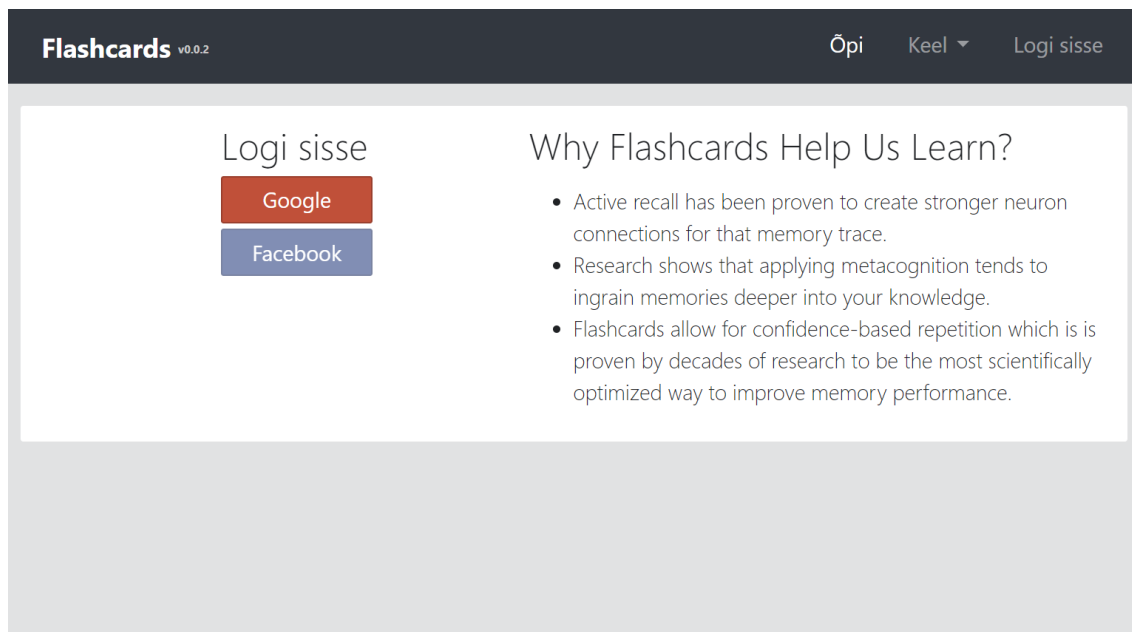 Flashcards v0.0.2
Õpi Keel Logi sisse
Logi sisse
Google
Facebook
Why Flashcards Help Us Learn?
Active recall has been proven to create stronger neuron
connections for that memory trace.
Research shows that applying metacognition tends to
ingrain memories deeper into your knowledge.
Flashcards allow for confidence-based repetition which is is
proven by decades of research to be the most scientifically
optimized way to improve memory performance.